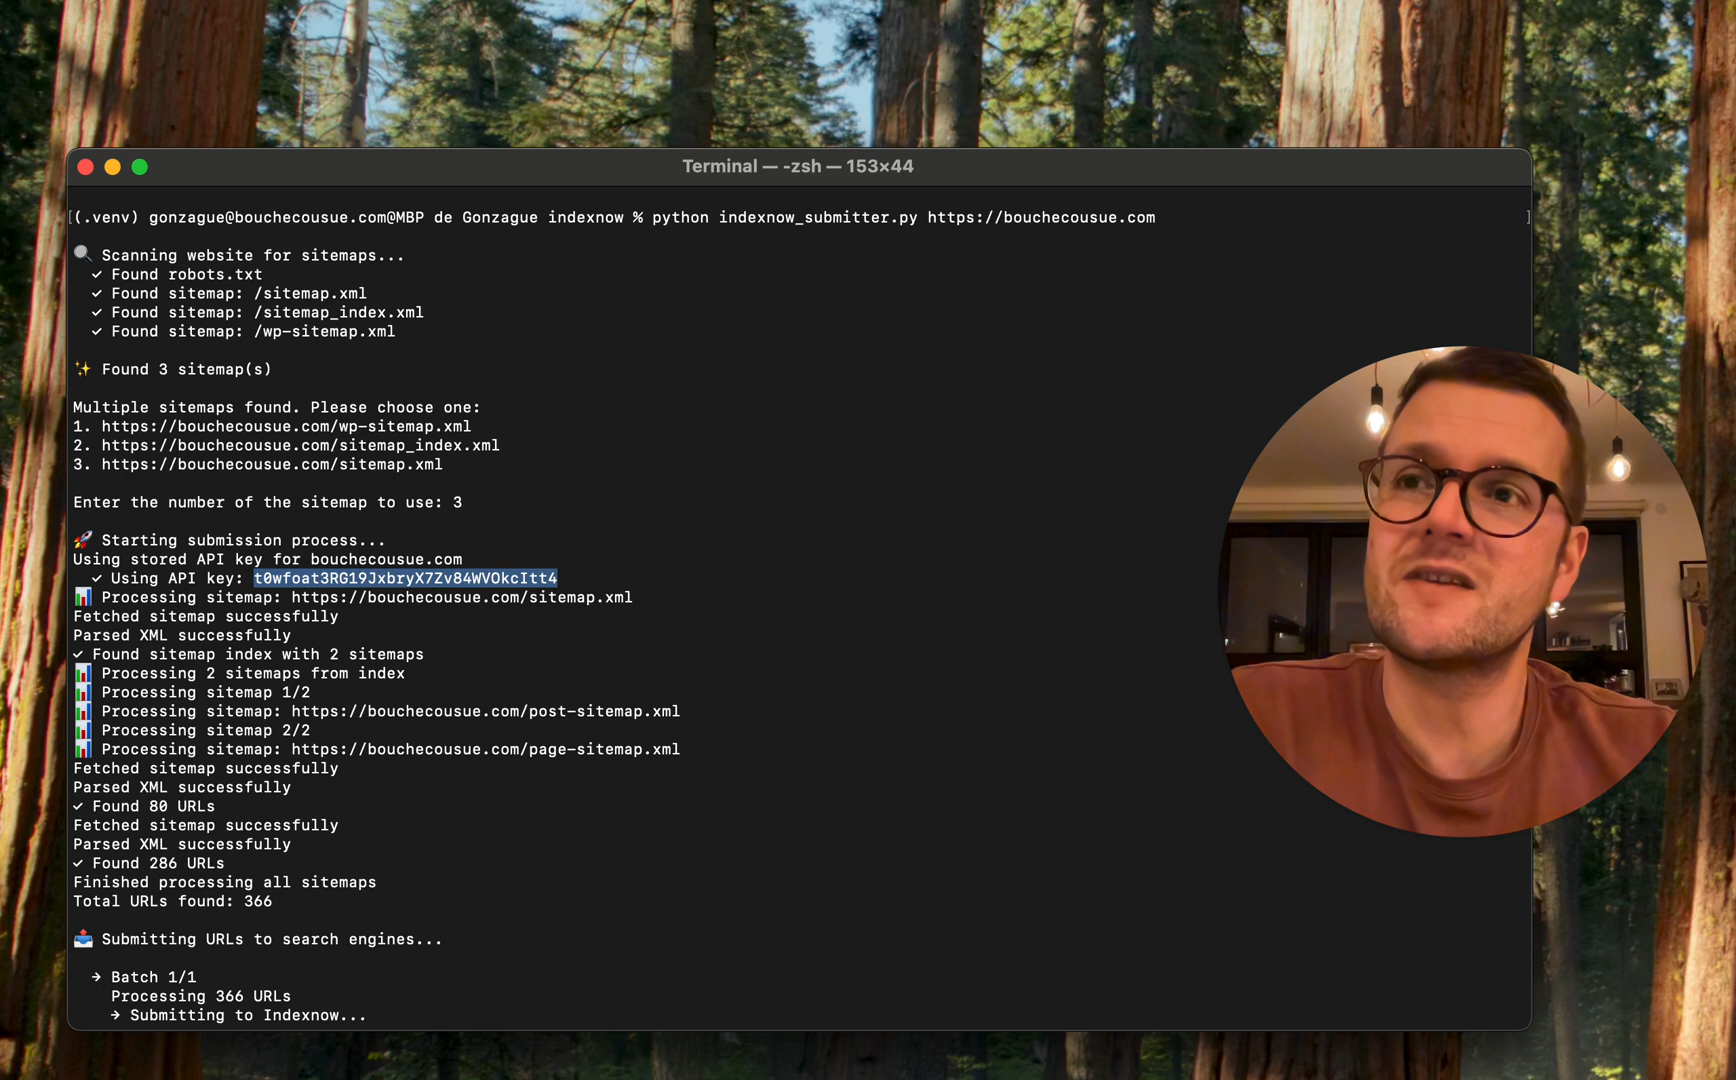 Terminal — -zsh — 153×44
[(.venv) gonzague@bouchecousue.com@MBP de Gonzague indexnow % python indexnow_submitter.py https://bouchecousue.com ]
🔍 Scanning website for sitemaps...
✓ Found robots.txt
✓ Found sitemap: /sitemap.xml
✓ Found sitemap: /sitemap_index.xml
✓ Found sitemap: /wp-sitemap.xml
✨ Found 3 sitemap(s)
Multiple sitemaps found. Please choose one:
1. https://bouchecousue.com/wp-sitemap.xml
2. https://bouchecousue.com/sitemap_index.xml
3. https://bouchecousue.com/sitemap.xml
Enter the number of the sitemap to use: 3
🚀 Starting submission process...
Using stored API key for bouchecousue.com
✓ Using API key: t0wfoat3RG19JxbryX7Zv84WVOkcItt4
📊 Processing sitemap: https://bouchecousue.com/sitemap.xml
Fetched sitemap successfully
Parsed XML successfully
✓ Found sitemap index with 2 sitemaps
📊 Processing 2 sitemaps from index
📊 Processing sitemap 1/2
📊 Processing sitemap: https://bouchecousue.com/post-sitemap.xml
📊 Processing sitemap 2/2
📊 Processing sitemap: https://bouchecousue.com/page-sitemap.xml
Fetched sitemap successfully
Parsed XML successfully
✓ Found 80 URLs
Fetched sitemap successfully
Parsed XML successfully
✓ Found 286 URLs
Finished processing all sitemaps
Total URLs found: 366
📤 Submitting URLs to search engines...
→ Batch 1/1
Processing 366 URLs
→ Submitting to Indexnow...